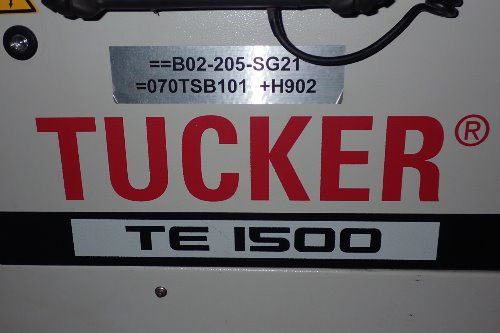 ==B02-205-SG21
=070TSB101 +H902
TUCKER®
TE 1500